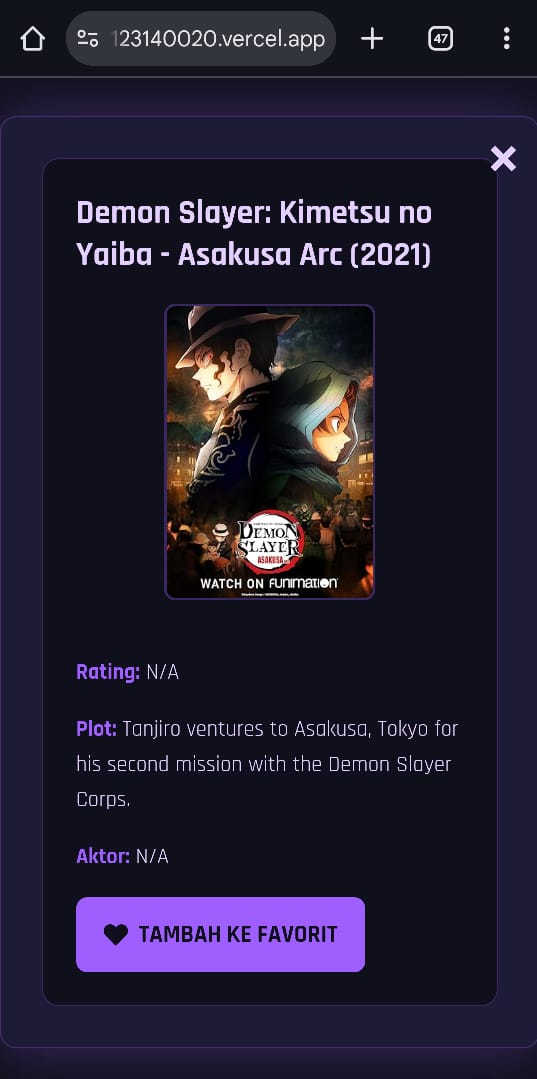 123140020.vercel.app
47
Demon Slayer: Kimetsu no
Yaiba - Asakusa Arc (2021)
DEMON
SLAYER
ASAKUSA
WATCH ON FUNIMATION
Rating: N/A
Plot: Tanjiro ventures to Asakusa, Tokyo for
his second mission with the Demon Slayer
Corps.
Aktor: N/A
TAMBAH KE FAVORIT